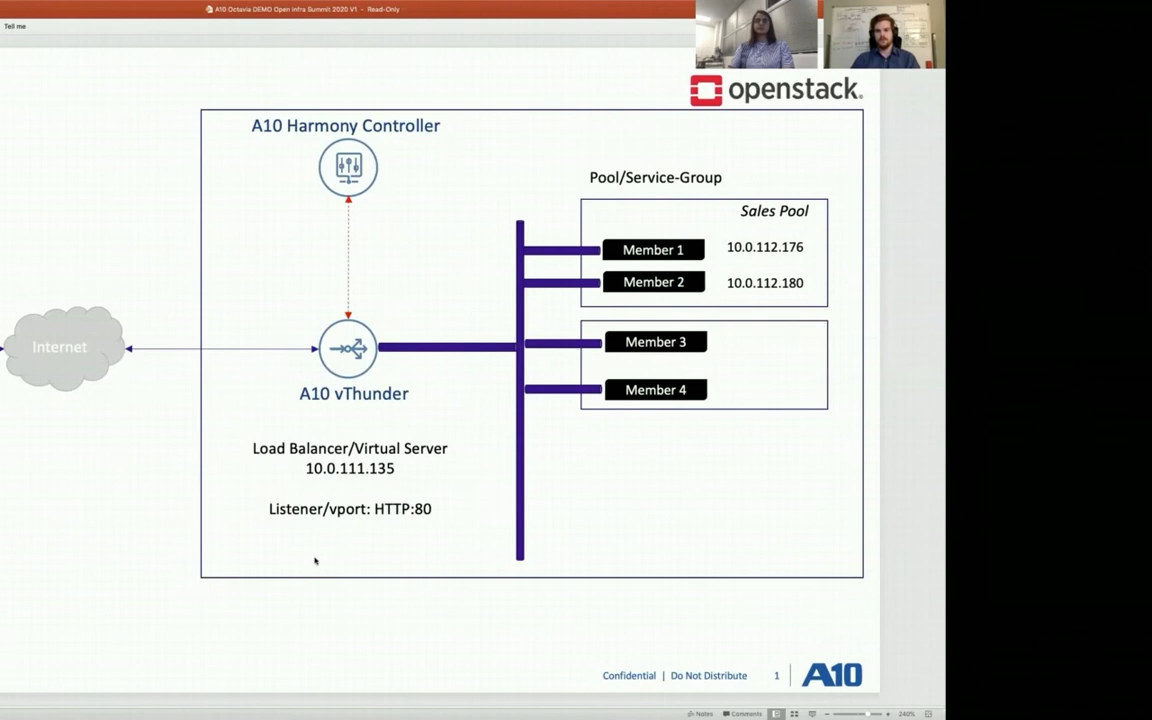 A10 Octavia DEMO Open Infra Summit 2020 V1 - Read-Only
Tell me
openstack.
A10 Harmony Controller
Pool/Service-Group
Sales Pool
Member 1 10.0.112.176
Member 2 10.0.112.180
Internet
Member 3
Member 4
A10 vThunder
Load Balancer/Virtual Server
10.0.111.135
Listener/vport: HTTP:80
Confidential | Do Not Distribute 1 A10
Notes Comments 240%